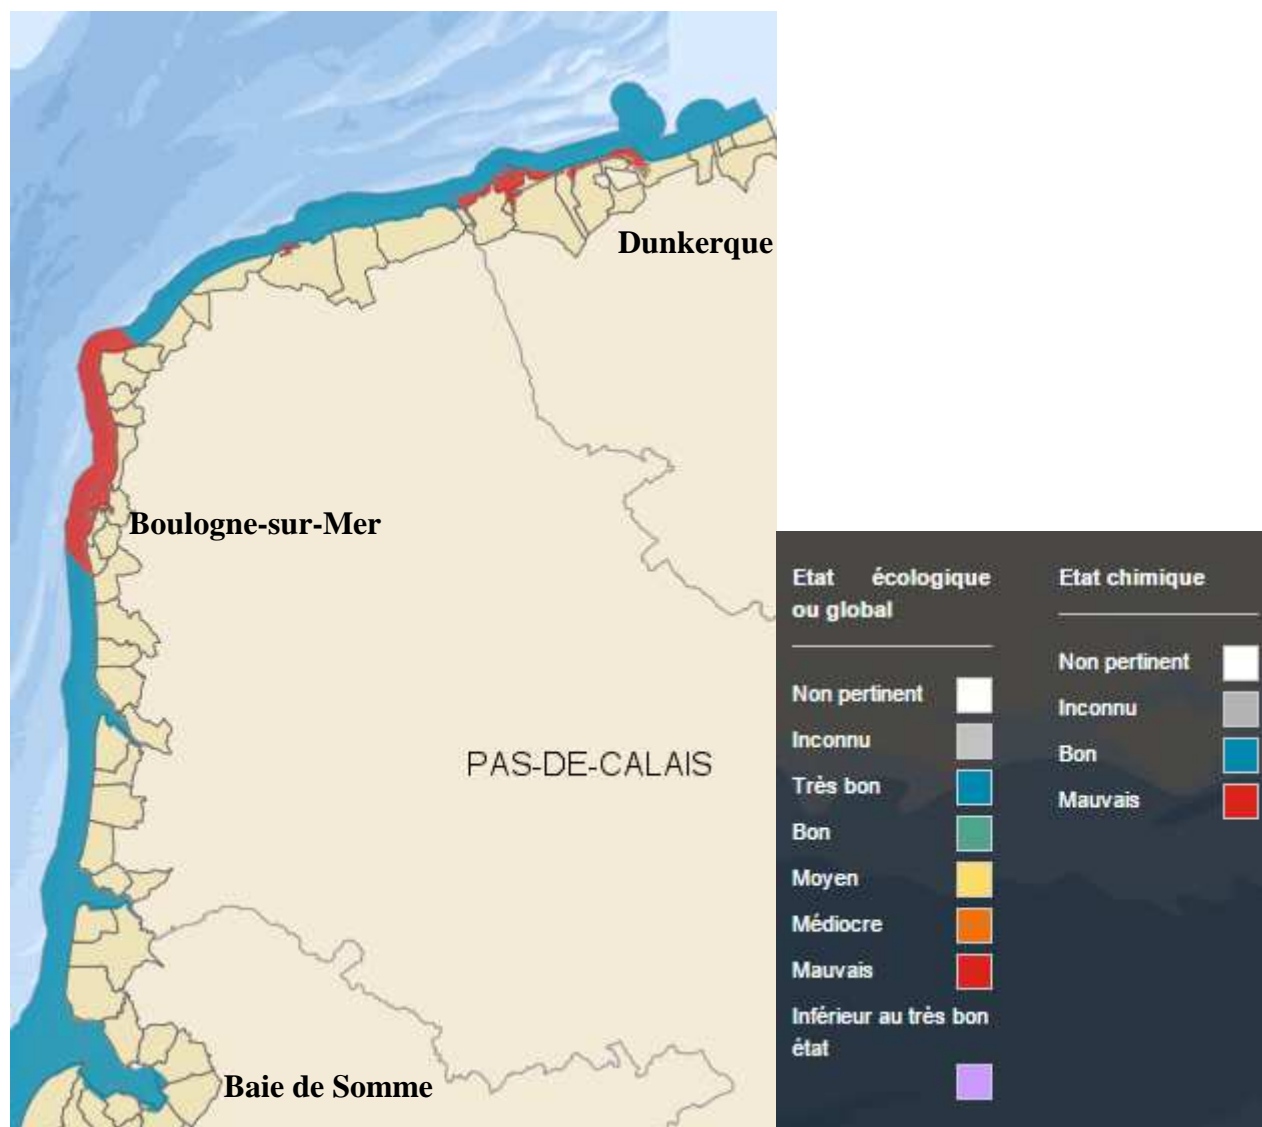 Dunkerque
Boulogne-sur-Mer
PAS-DE-CALAIS
Baie de Somme
Etat écologique
ou global
Non pertinent
Inconnu
Très bon
Bon
Moyen
Médiocre
Mauvais
Inférieur au très bon
état
Etat chimique
Non pertinent
Inconnu
Bon
Mauvais